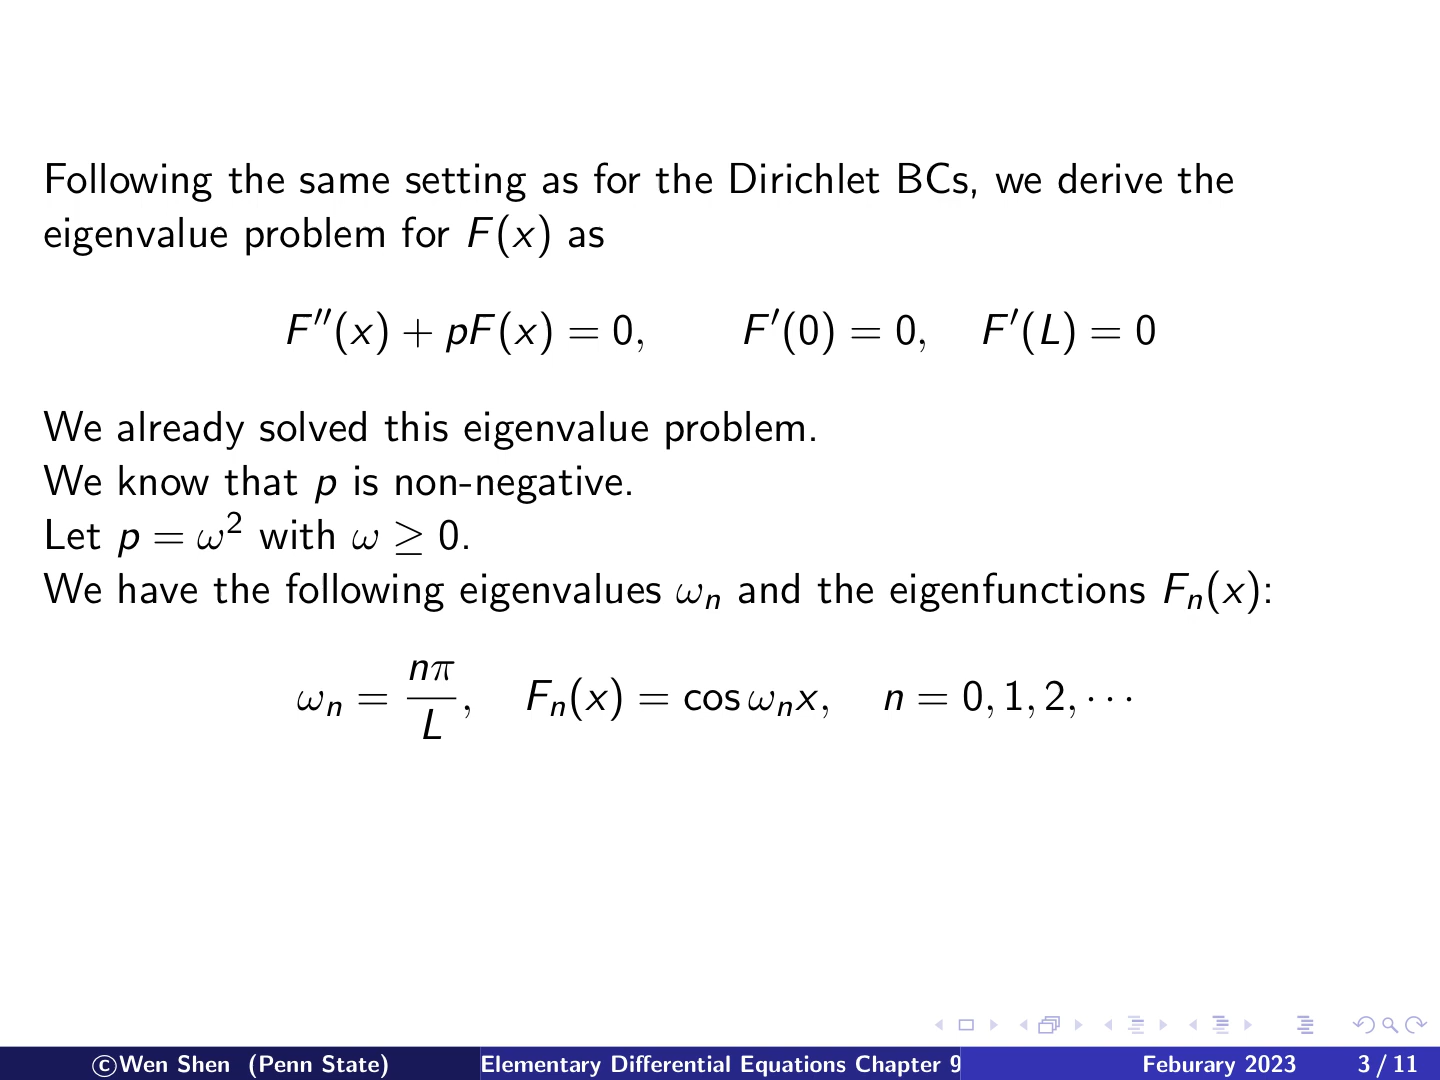 Following the same setting as for the Dirichlet BCs, we derive the
eigenvalue problem for F(x) as
F′′(x) + pF(x) = 0, F′(0) = 0, F′(L) = 0
We already solved this eigenvalue problem.
We know that p is non-negative.
Let p = ω² with ω ≥ 0.
We have the following eigenvalues ωₙ and the eigenfunctions Fₙ(x):
ωₙ = nπ/L, Fₙ(x) = cos ωₙx, n = 0, 1, 2, ⋯
©Wen Shen (Penn State) Elementary Differential Equations Chapter 9 Feburary 2023 3 / 11